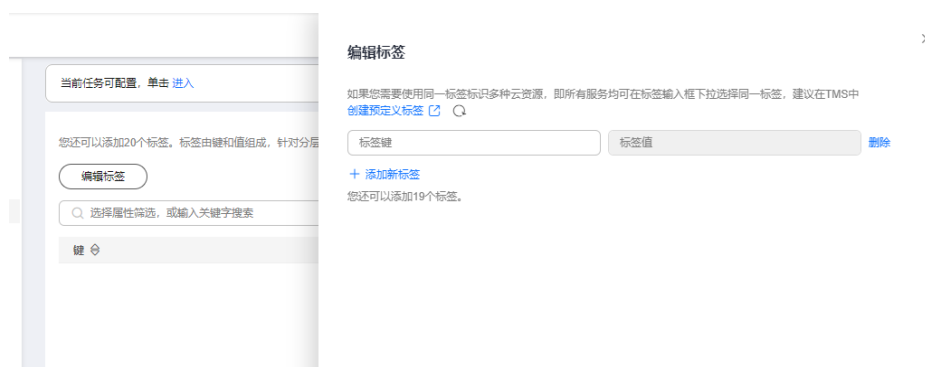 当前任务可配置，单击 进入
您还可以添加20个标签。标签由键和值组成，针对分层
编辑标签
选择属性筛选，或输入关键字搜索
键
编辑标签
如果您需要使用同一标签标识多种云资源，即所有服务均可在标签输入框下拉选择同一标签，建议在TMS中
创建预定义标签
标签键 标签值 删除
+ 添加新标签
您还可以添加19个标签。